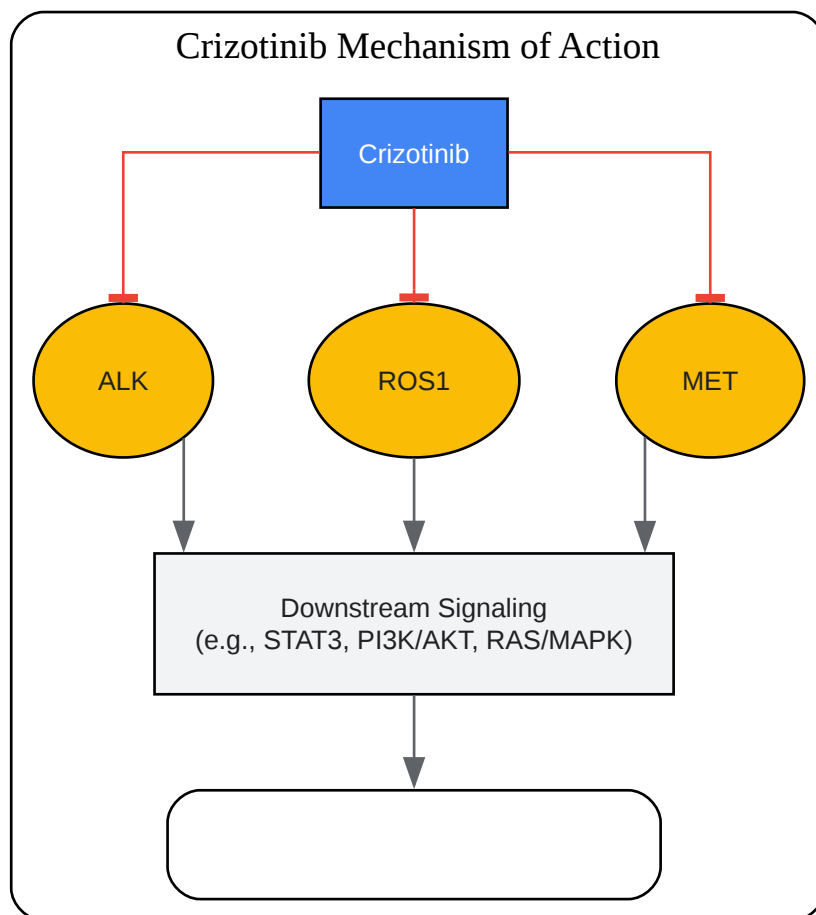 Crizotinib Mechanism of Action
Crizotinib
ALK
ROS1
MET
Downstream Signaling
(e.g., STAT3, PI3K/AKT, RAS/MAPK)